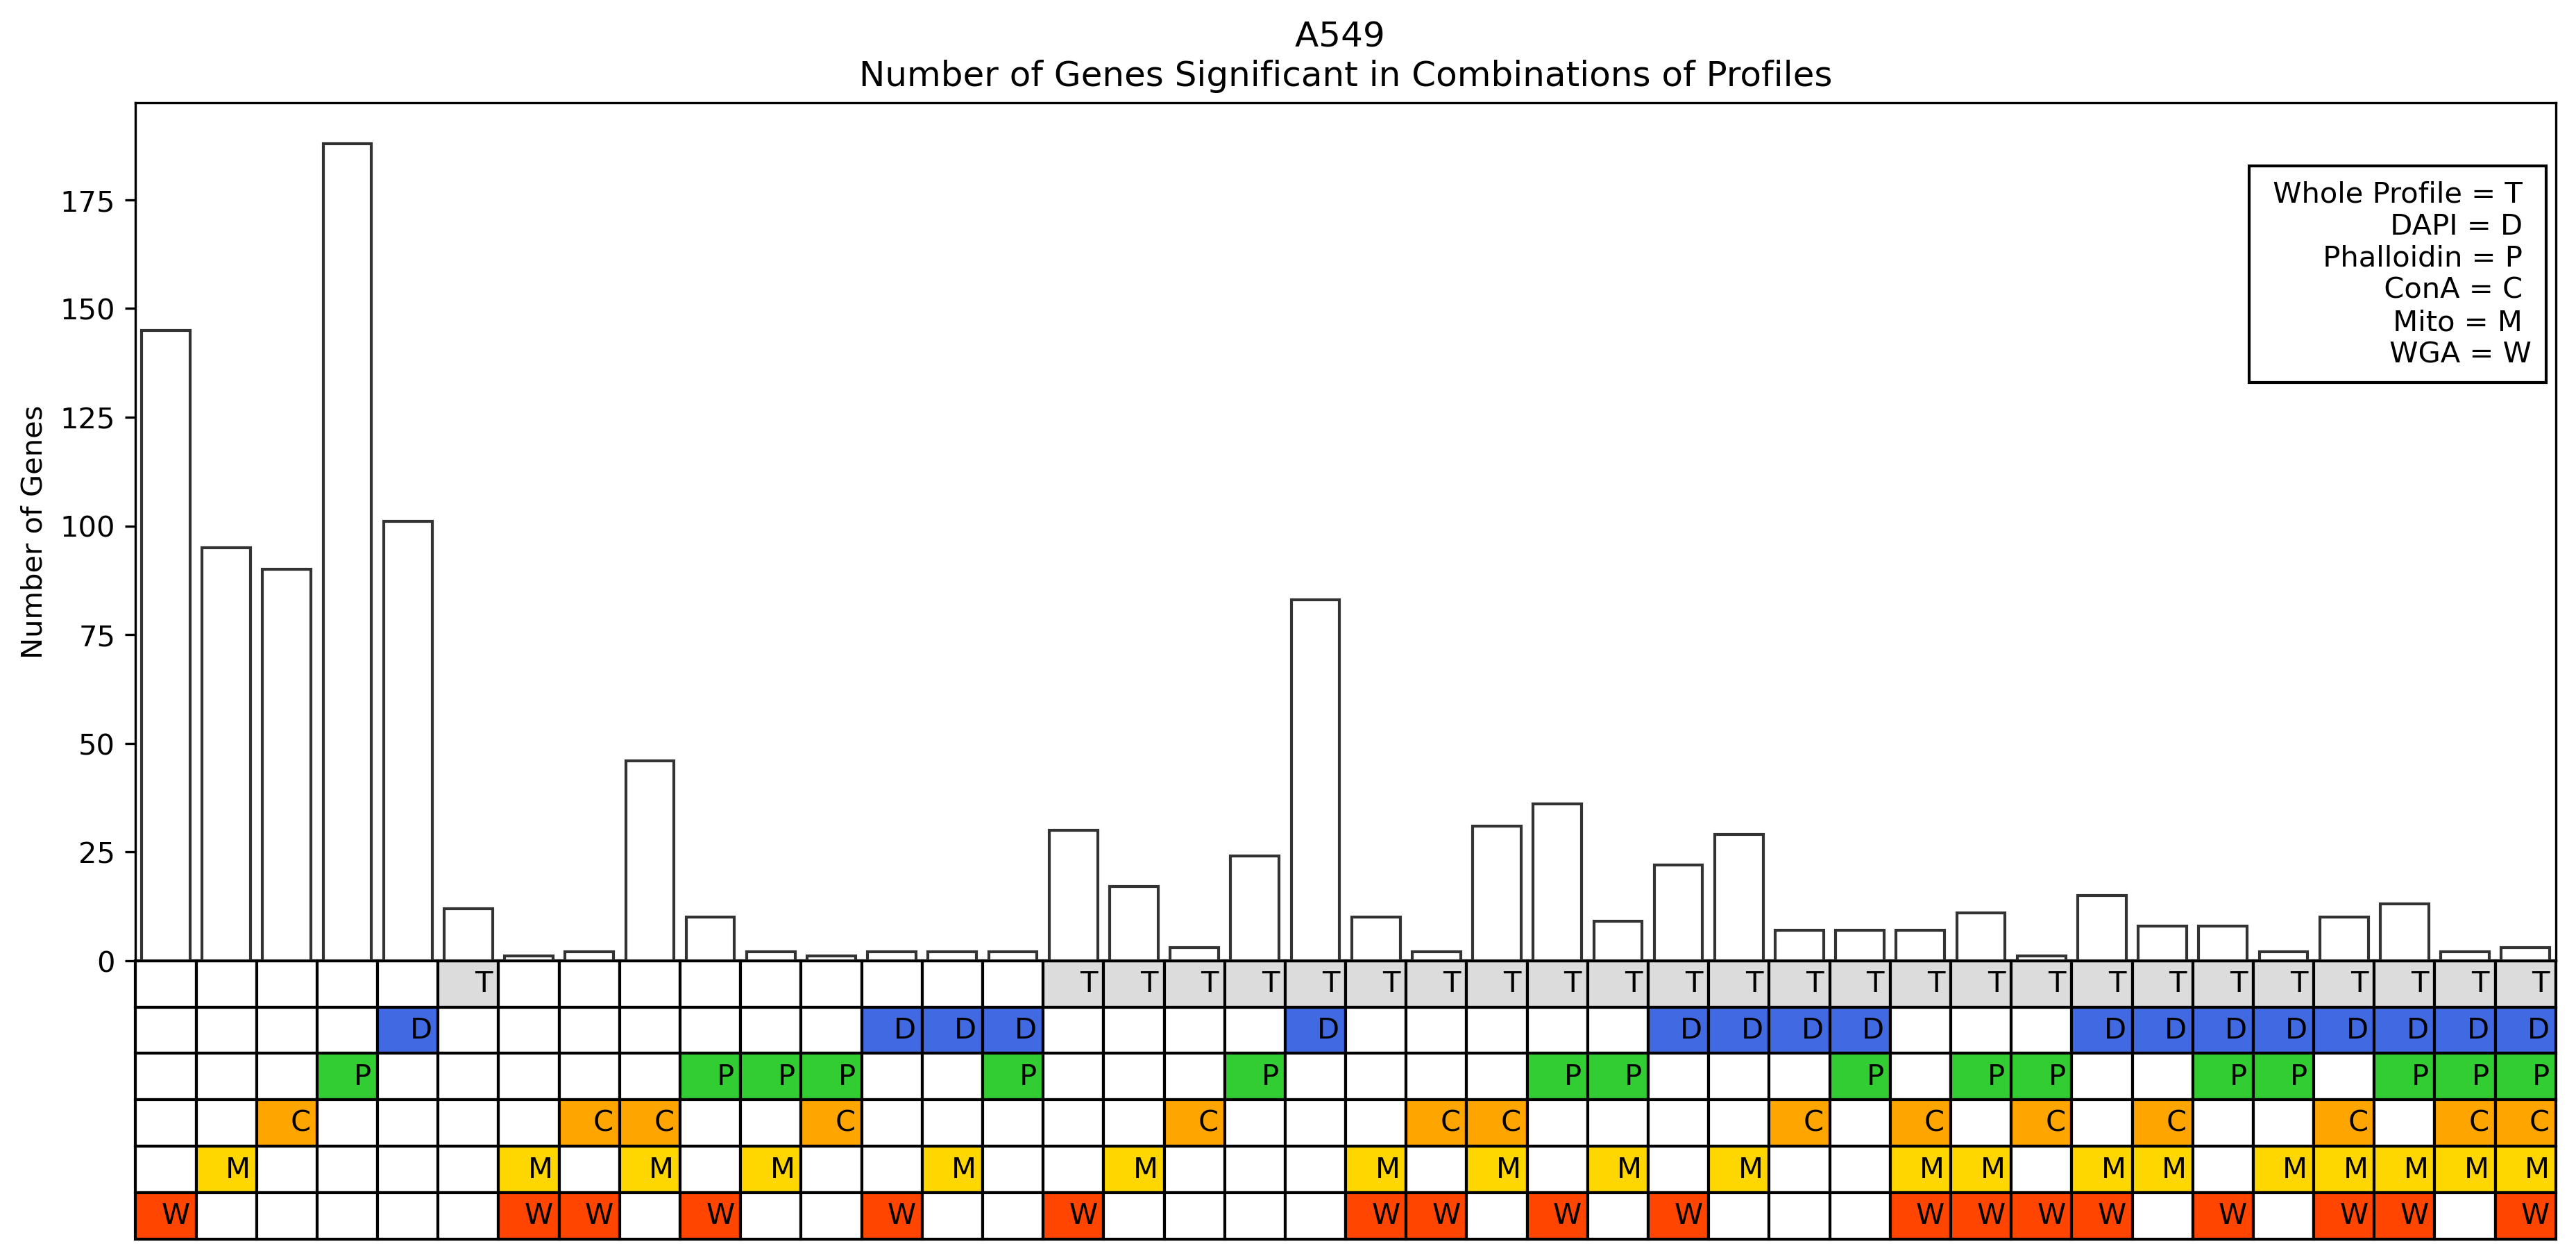 A549
Number of Genes Significant in Combinations of Profiles
Number of Genes
175
150
125
100
75
50
25
0
Whole Profile = T
DAPI = D
Phalloidin = P
ConA = C
Mito = M
WGA = W
T T T T T T T T T T T T T T T T T T T T T T T T T T
D D D D D D D D D D D D D D D D D
P P P P P P P P P P P P P P P P
C C C C C C C C C C C C C C
M M M M M M M M M M M M M M M M M M M M
W W W W W W W W W W W W W W W W W W